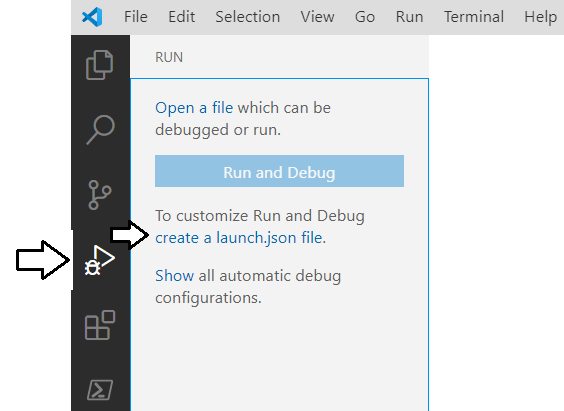 File Edit Selection View Go Run Terminal Help
RUN
Open a file which can be
debugged or run.
Run and Debug
To customize Run and Debug
create a launch.json file.
Show all automatic debug
configurations.